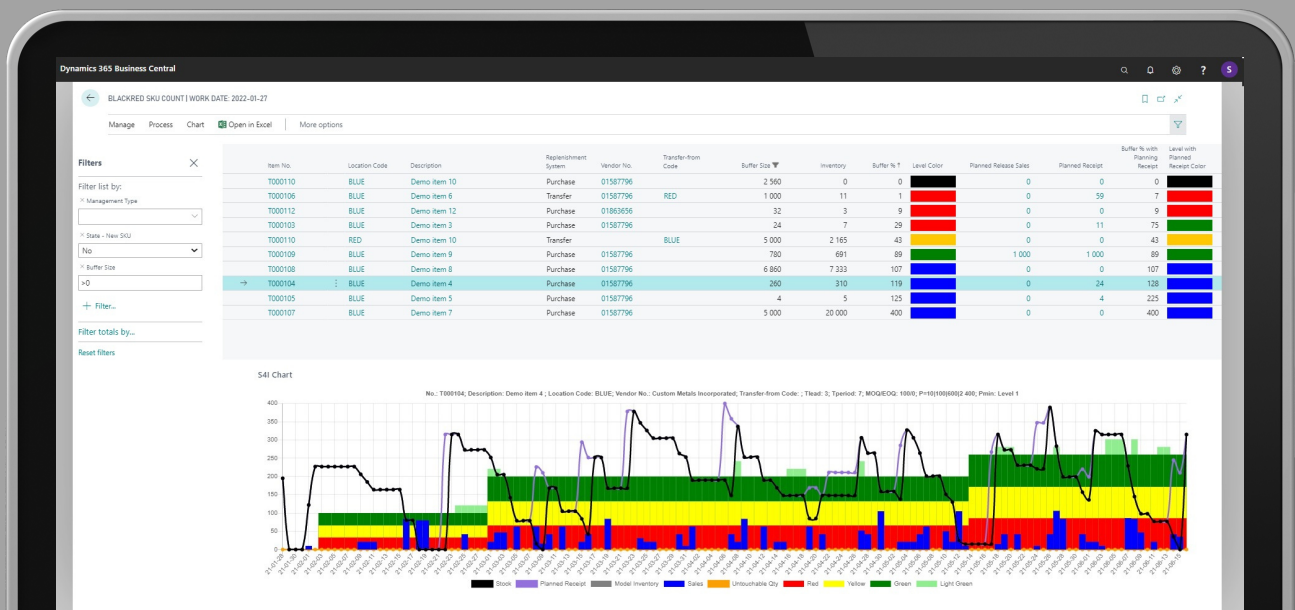 Dynamics 365 Business Central
? S
BLACKRED SKU COUNT | WORK DATE: 2022-01-27
Manage Process Chart Open in Excel More options
Filters
Filter list by:
× Management Type
× State - New SKU
No
× Buffer Size
>0
+ Filter...
Filter totals by...
Reset filters
Item No. Location Code Description Replenishment System Vendor No. Transfer-from Code Buffer Size Inventory Buffer % ↑ Level Color Planned Release Sales Planned Receipt Buffer % with Planning Receipt Level with Planned Receipt Color
T000110 BLUE Demo item 10 Purchase 01587796 2 560 0 0 0 0 0
T000106 BLUE Demo item 6 Transfer 01587796 RED 1 000 11 1 0 59 7
T000112 BLUE Demo item 12 Purchase 01863656 32 3 9 0 0 9
T000103 BLUE Demo item 3 Purchase 01587796 24 7 29 0 11 75
T000110 RED Demo item 10 Transfer BLUE 5 000 2 165 43 0 0 43
T000109 BLUE Demo item 9 Purchase 01587796 780 691 89 1 000 1 000 89
T000108 BLUE Demo item 8 Purchase 01587796 6 860 7 333 107 0 0 107
→ T000104 BLUE Demo item 4 Purchase 01587796 260 310 119 0 24 128
T000105 BLUE Demo item 5 Purchase 01587796 4 5 125 0 4 225
T000107 BLUE Demo item 7 Purchase 01587796 5 000 20 000 400 0 0 400
S4I Chart
No.: T000104; Description: Demo item 4 ; Location Code: BLUE; Vendor No.: Custom Metals Incorporated; Transfer-from Code: ; Tlead: 3; Tperiod: 7; MOQ/EOQ: 100/0; P=10|100|600|2 400; Pmin: Level 1
400
350
300
250
200
150
100
50
0
Stock Planned Receipt Model Inventory Sales Untouchable Qty Red Yellow Green Light Green